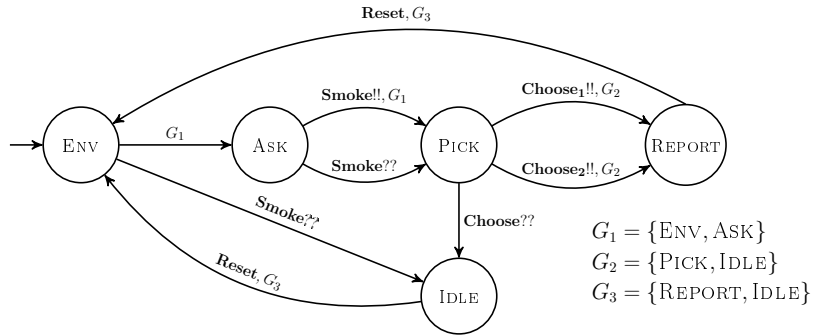 Reset, G₃
Smoke!!, G₁
Choose₁!!, G₂
G₁
ENV
ASK
PICK
REPORT
Smoke??
Choose₂!!, G₂
Smoke??
Choose??
G₁ = {ENV, ASK}
G₂ = {PICK, IDLE}
Reset, G₃
G₃ = {REPORT, IDLE}
IDLE